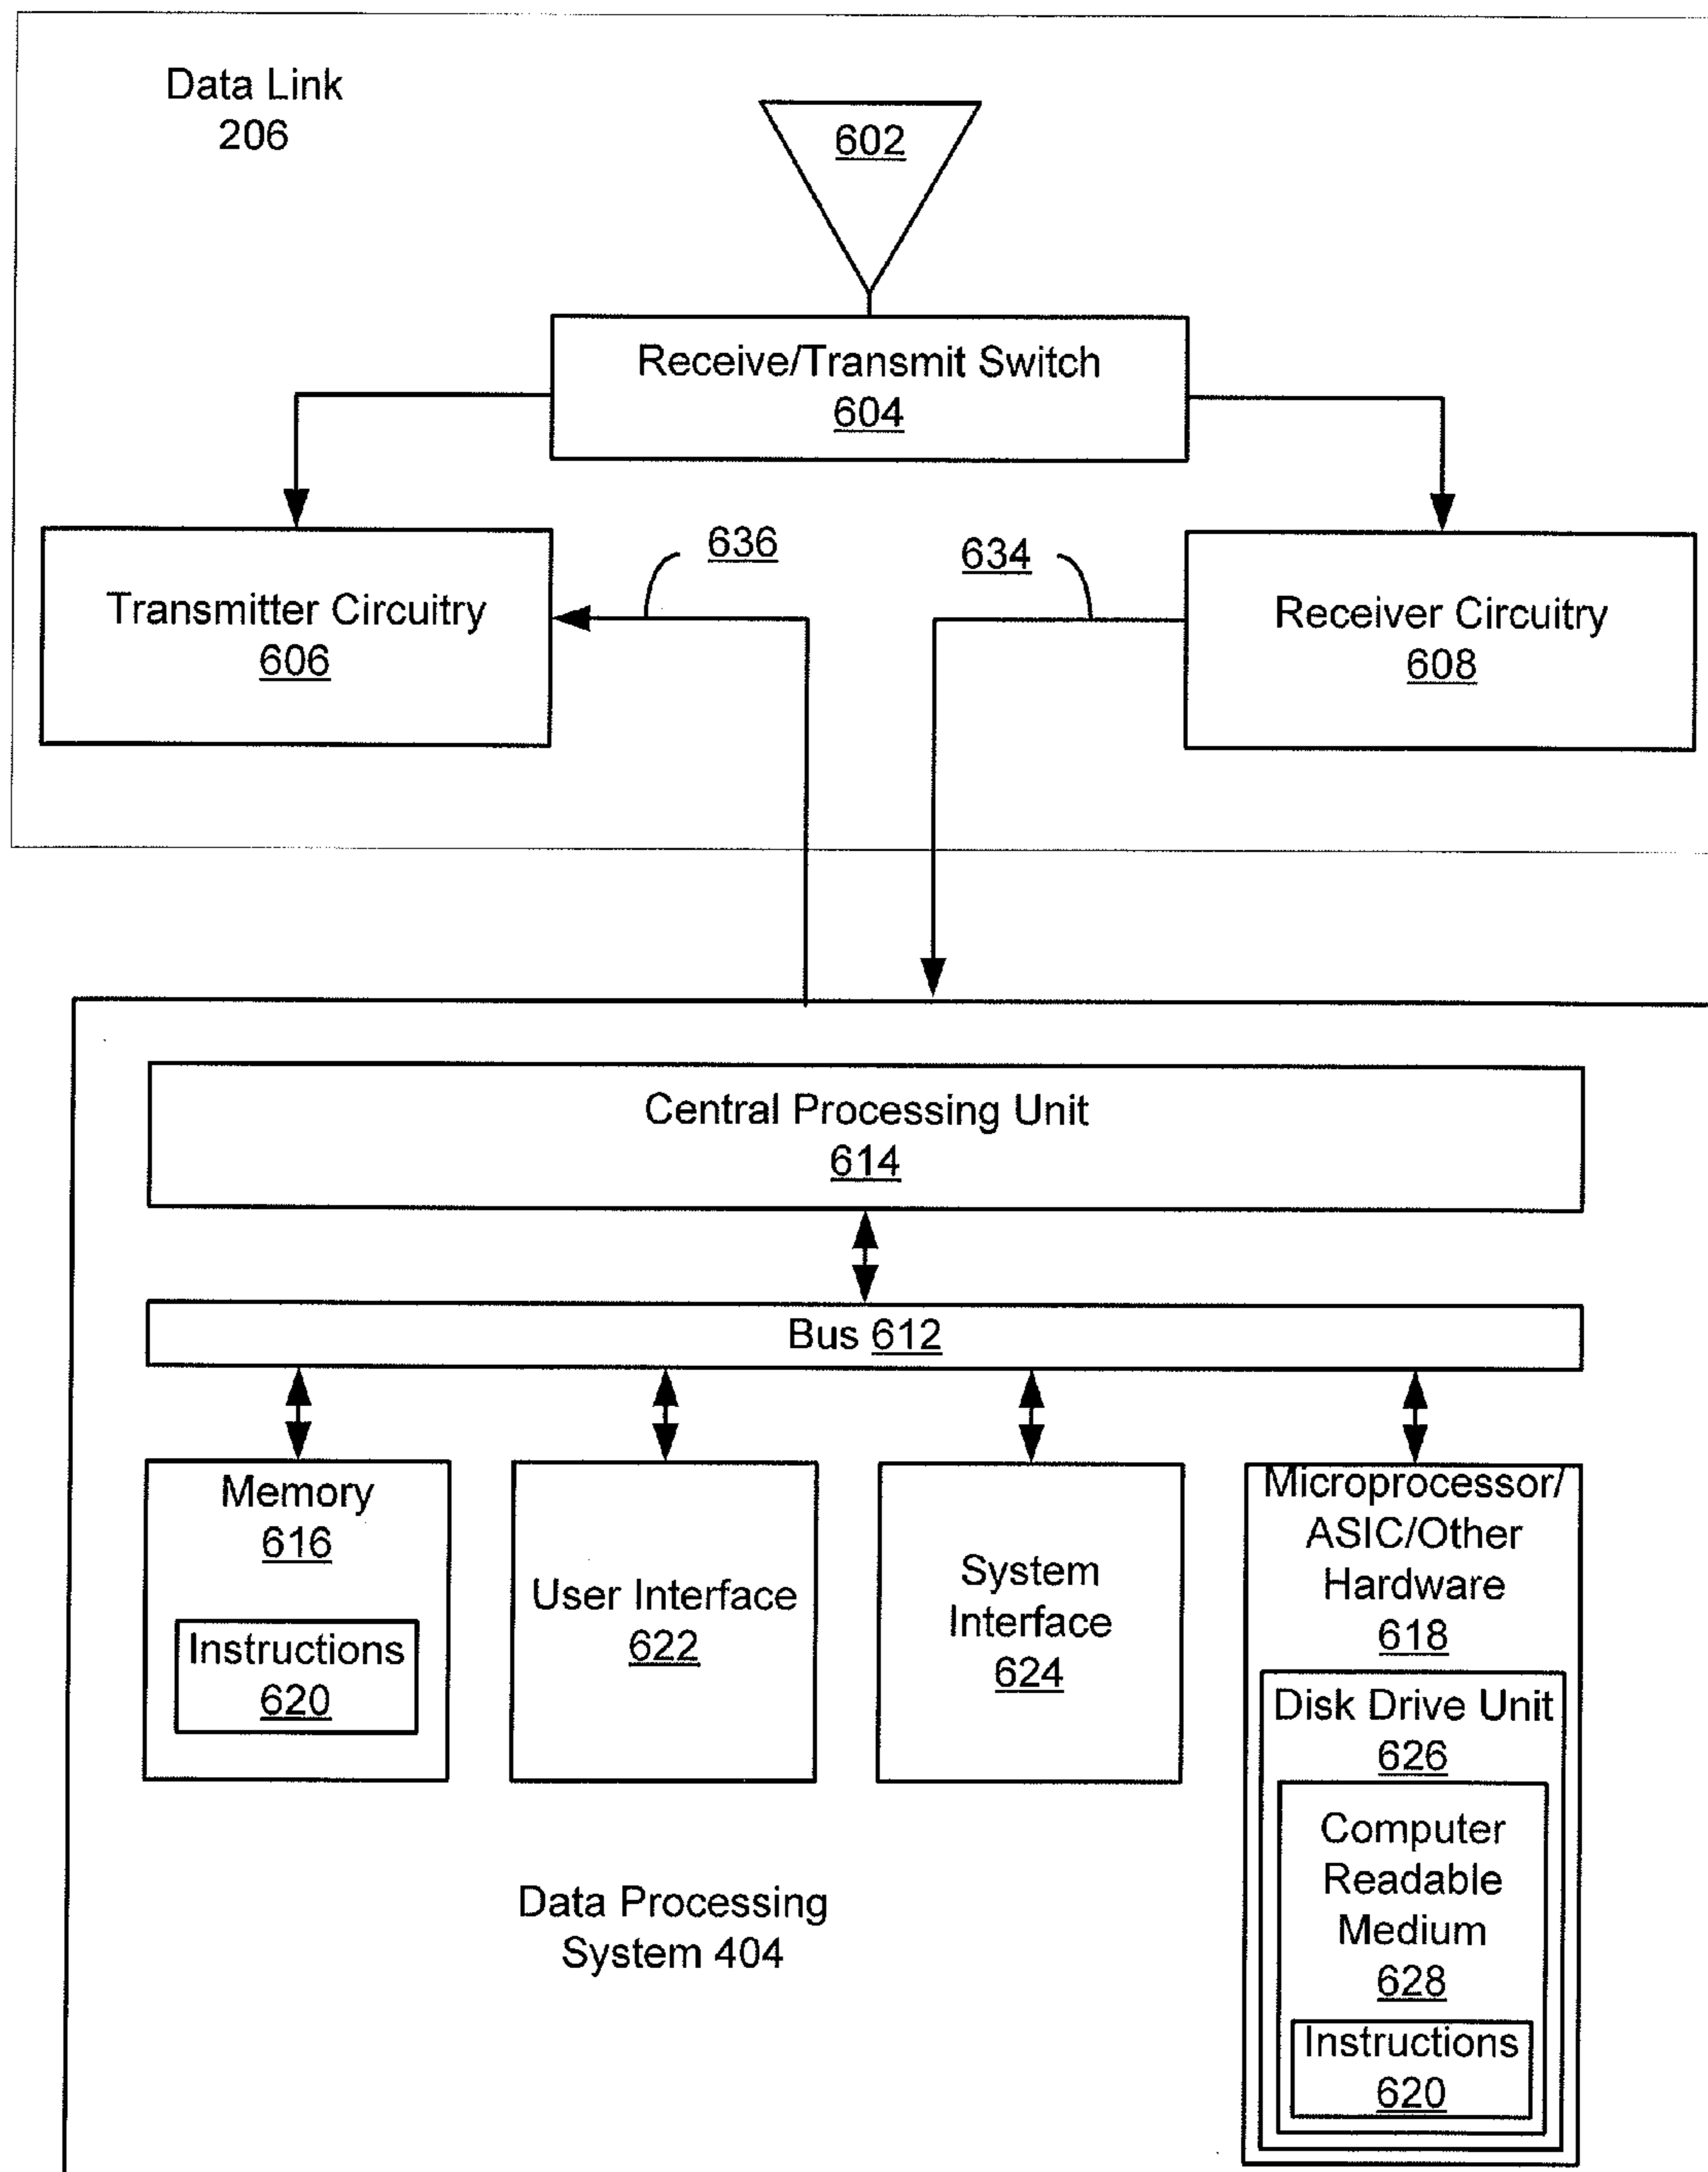 Data Link
206
602
Receive/Transmit Switch
604
636
634
Transmitter Circuitry
606
Receiver Circuitry
608
Central Processing Unit
614
Bus 612
Memory
616
Instructions
620
User Interface
622
System
Interface
624
Microprocessor/
ASIC/Other
Hardware
618
Disk Drive Unit
626
Computer
Readable
Medium
628
Instructions
620
Data Processing
System 404